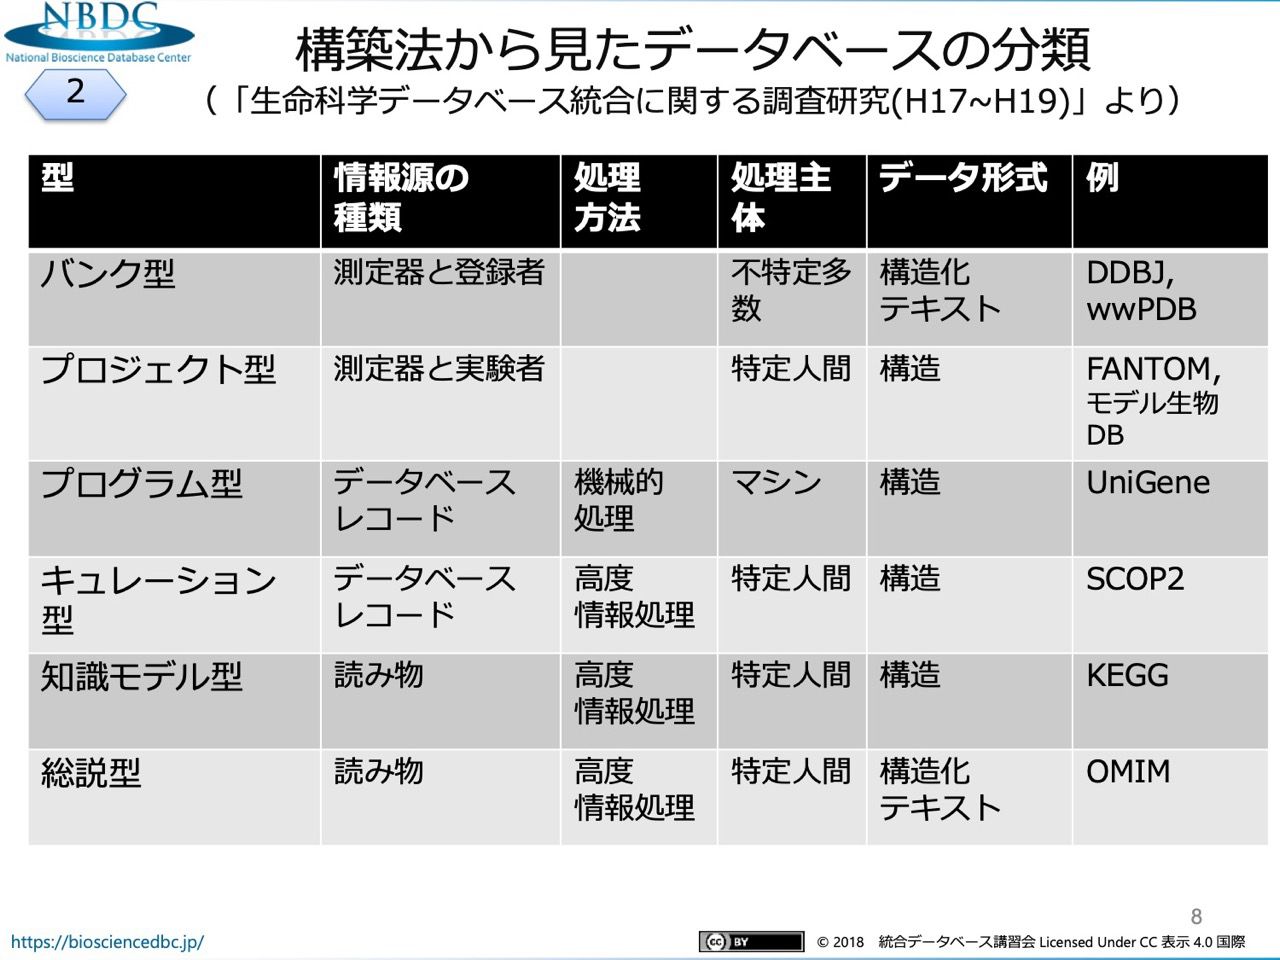 NBDC
National Bioscience Database Center
構築法から見たデータベースの分類
2
（「生命科学データベース統合に関する調査研究(H17~H19)」より）
型
情報源の
種類
処理
方法
処理主
体
データ形式
例
バンク型
測定器と登録者
不特定多
数
構造化
テキスト
DDBJ,
wwPDB
プロジェクト型
測定器と実験者
特定人間
構造
FANTOM,
モデル生物
DB
プログラム型
データベース
レコード
機械的
処理
マシン
構造
UniGene
キュレーション
型
データベース
レコード
高度
情報処理
特定人間
構造
SCOP2
知識モデル型
読み物
高度
情報処理
特定人間
構造
KEGG
総説型
読み物
高度
情報処理
特定人間
構造化
テキスト
OMIM
8
https://biosciencedbc.jp/
cc BY
© 2018 統合データベース講習会 Licensed Under CC 表示 4.0 国際